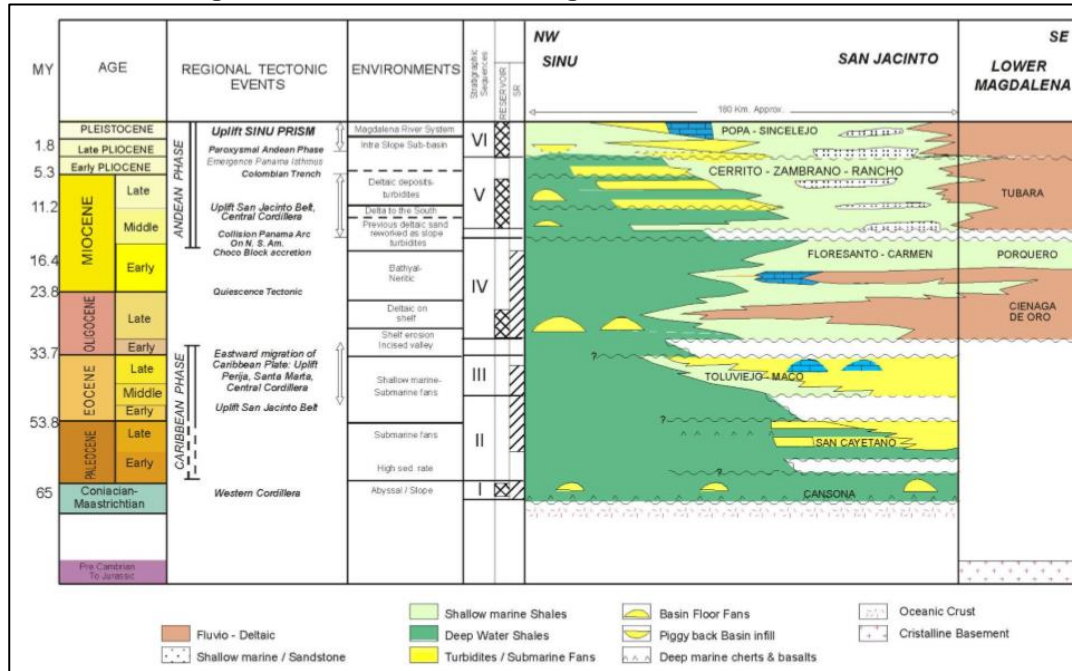 NW
SE
MY
AGE
REGIONAL TECTONIC
EVENTS
ENVIRONMENTS
Stratigraphic
Sequences
RESERVOIR
SR
SINU
SAN JACINTO
LOWER
MAGDALENA
180 Km. Approx
PLEISTOCENE
1.8
Late PLIOCENE
Early PLIOCENE
5.3
MIOCENE
Late
11.2
Middle
16.4
Early
23.8
OLIGOCENE
Late
33.7
Early
EOCENE
Late
Middle
Early
53.8
PALEOCENE
Late
Early
65
Coniacian-
Maastrichtian
Pre Cambrian
To Jurassic
ANDEAN PHASE
CARIBBEAN PHASE
Uplift SINU PRISM
Paroxysmal Andean Phase
Emergence Panama Isthmus
Colombian Trench
Uplift San Jacinto Belt,
Central Cordillera
Collision Panama Arc
On N. S. Am.
Choco Block accretion
Quiescence Tectonic
Eastward migration of
Caribbean Plate: Uplift
Perija, Santa Marta,
Central Cordillera
Uplift San Jacinto Belt
Western Cordillera
Magdalena River System
Intra Slope Sub-basin
Deltaic deposits-
turbidites
Delta to the South
Previous deltaic sand
reworked as slope
turbidites
Bathyal-
Neritic
Deltaic on
shelf
Shelf erosion
Incised valley
Shallow marine-
Submarine fans
Submarine fans
High sed. rate
Abyssal / Slope
VI
V
IV
III
II
I
POPA - SINCELEJO
CERRITO - ZAMBRANO - RANCHO
TUBARA
FLORESANTO - CARMEN
PORQUERO
CIENAGA
DE ORO
?
TOLUVIEJO - MACO
?
SAN CAYETANO
?
CANSONA
Fluvio - Deltaic
Shallow marine / Sandstone
Shallow marine Shales
Deep Water Shales
Turbidites / Submarine Fans
Basin Floor Fans
Piggy back Basin infill
Deep marine cherts & basalts
Oceanic Crust
Cristalline Basement